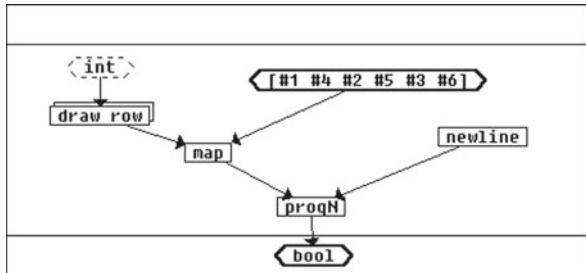 int
[#1 #4 #2 #5 #3 #6]
draw row
newline
map
progN
bool